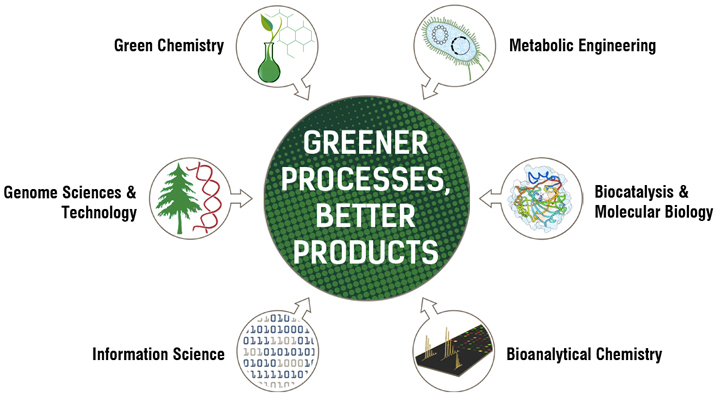 Green Chemistry
Metabolic Engineering
GREENER
PROCESSES,
BETTER
PRODUCTS
Genome Sciences &
Technology
Biocatalysis &
Molecular Biology
Information Science
Bioanalytical Chemistry